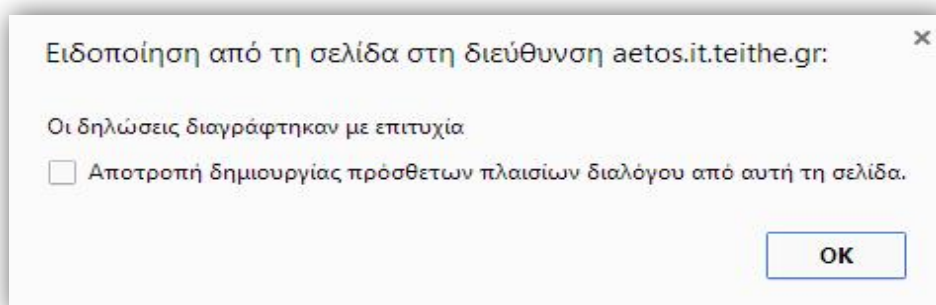 Ειδοποίηση από τη σελίδα στη διεύθυνση aetos.it.teithe.gr:
Οι δηλώσεις διαγράφτηκαν με επιτυχία
Αποτροπή δημιουργίας πρόσθετων πλαισίων διαλόγου από αυτή τη σελίδα.
OK